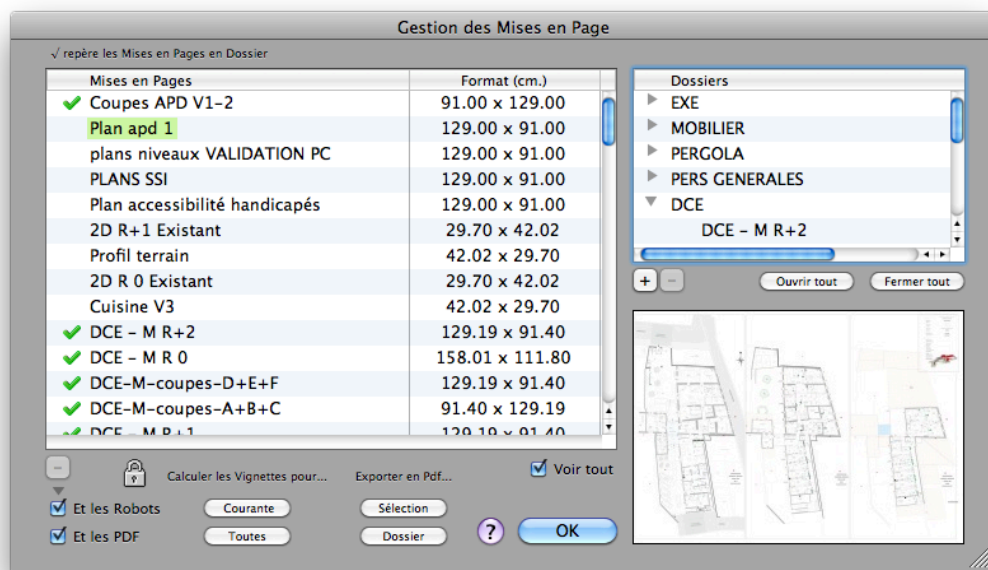 Gestion des Mises en Page
√ repère les Mises en Pages en Dossier
Mises en Pages Format (cm.)
Coupes APD V1-2 91.00 x 129.00
Plan apd 1 129.00 x 91.00
plans niveaux VALIDATION PC 129.00 x 91.00
PLANS SSI 129.00 x 91.00
Plan accessibilité handicapés 129.00 x 91.00
2D R+1 Existant 29.70 x 42.02
Profil terrain 42.02 x 29.70
2D R 0 Existant 29.70 x 42.02
Cuisine V3 42.02 x 29.70
DCE - M R+2 129.19 x 91.40
DCE - M R 0 158.01 x 111.80
DCE-M-coupes-D+E+F 129.19 x 91.40
DCE-M-coupes-A+B+C 91.40 x 129.19
DCE - M R+1 129.19 x 91.40
Dossiers
EXE
MOBILIER
PERGOLA
PERS GENERALES
DCE
DCE - M R+2
+ -
Ouvrir tout Fermer tout
-
Calculer les Vignettes pour... Exporter en Pdf... Voir tout
Et les Robots Courante Sélection
Et les PDF Toutes Dossier ? OK